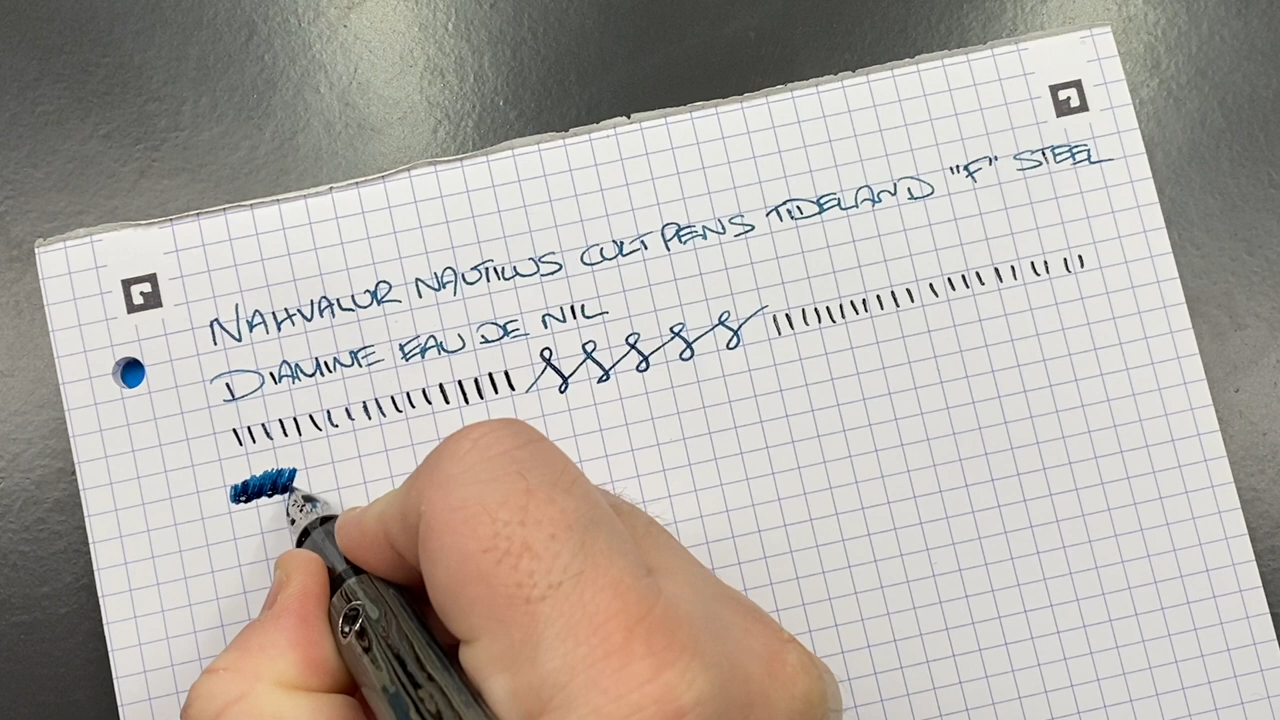 NAHVALUR NAUTILUS CULT PENS TIDELAND "F" STEEL
DIAMINE EAU DE NIL